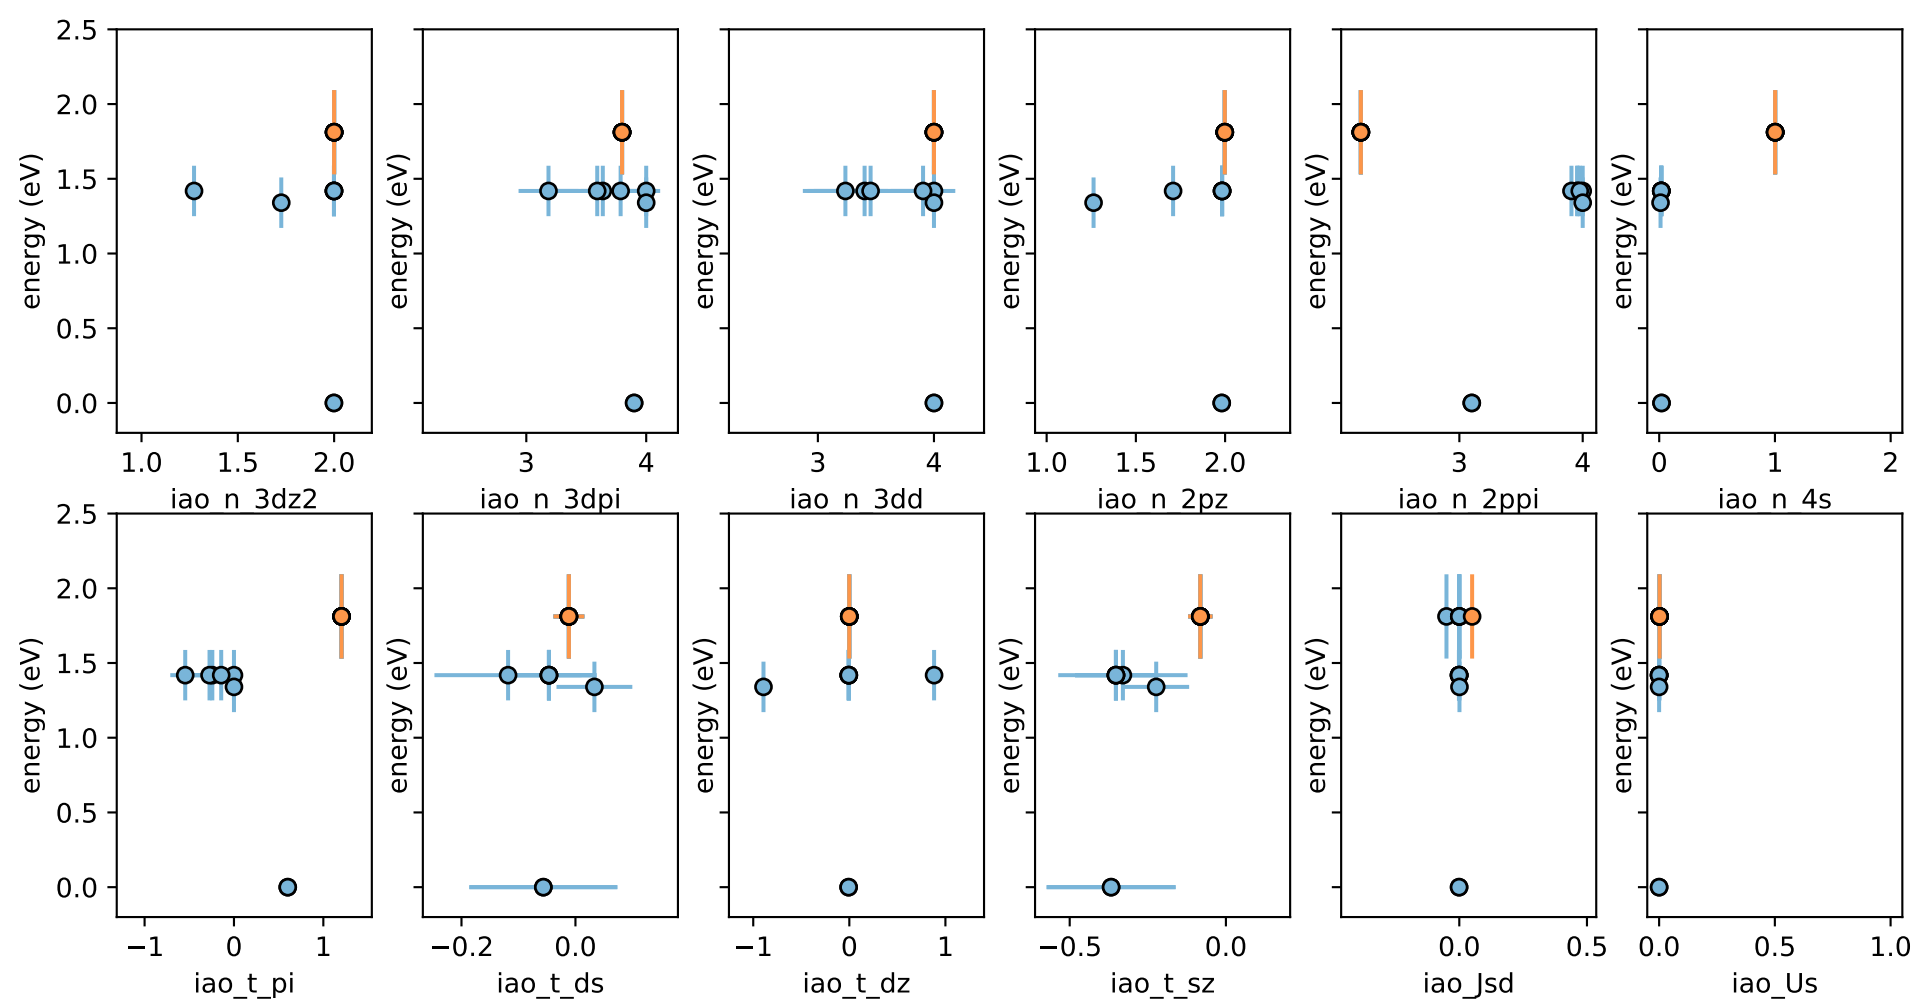 2.5
2.0
1.5
1.0
0.5
0.0
energy (eV)
energy (eV)
energy (eV)
energy (eV)
energy (eV)
energy (eV)
1.0 1.5 2.0
3 4
3 4
1.0 1.5 2.0
3 4
0 1 2
iao_n_3dz2
iao_n_3dpi
iao_n_3dd
iao_n_2pz
iao_n_2ppi
iao_n_4s
2.5
2.0
1.5
1.0
0.5
0.0
energy (eV)
energy (eV)
energy (eV)
energy (eV)
energy (eV)
energy (eV)
−1 0 1
−0.2 0.0
−1 0 1
−0.5 0.0
0.0 0.5
0.0 0.5 1.0
iao_t_pi
iao_t_ds
iao_t_dz
iao_t_sz
iao_Jsd
iao_Us